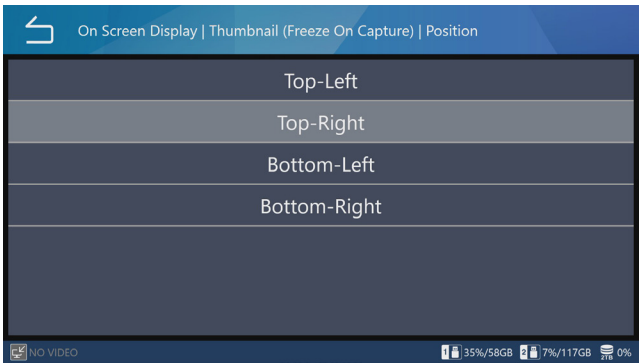 On Screen Display | Thumbnail (Freeze On Capture) | Position
Top-Left
Top-Right
Bottom-Left
Bottom-Right
NO VIDEO 1 35%/58GB 2 7%/117GB 2TB 0%